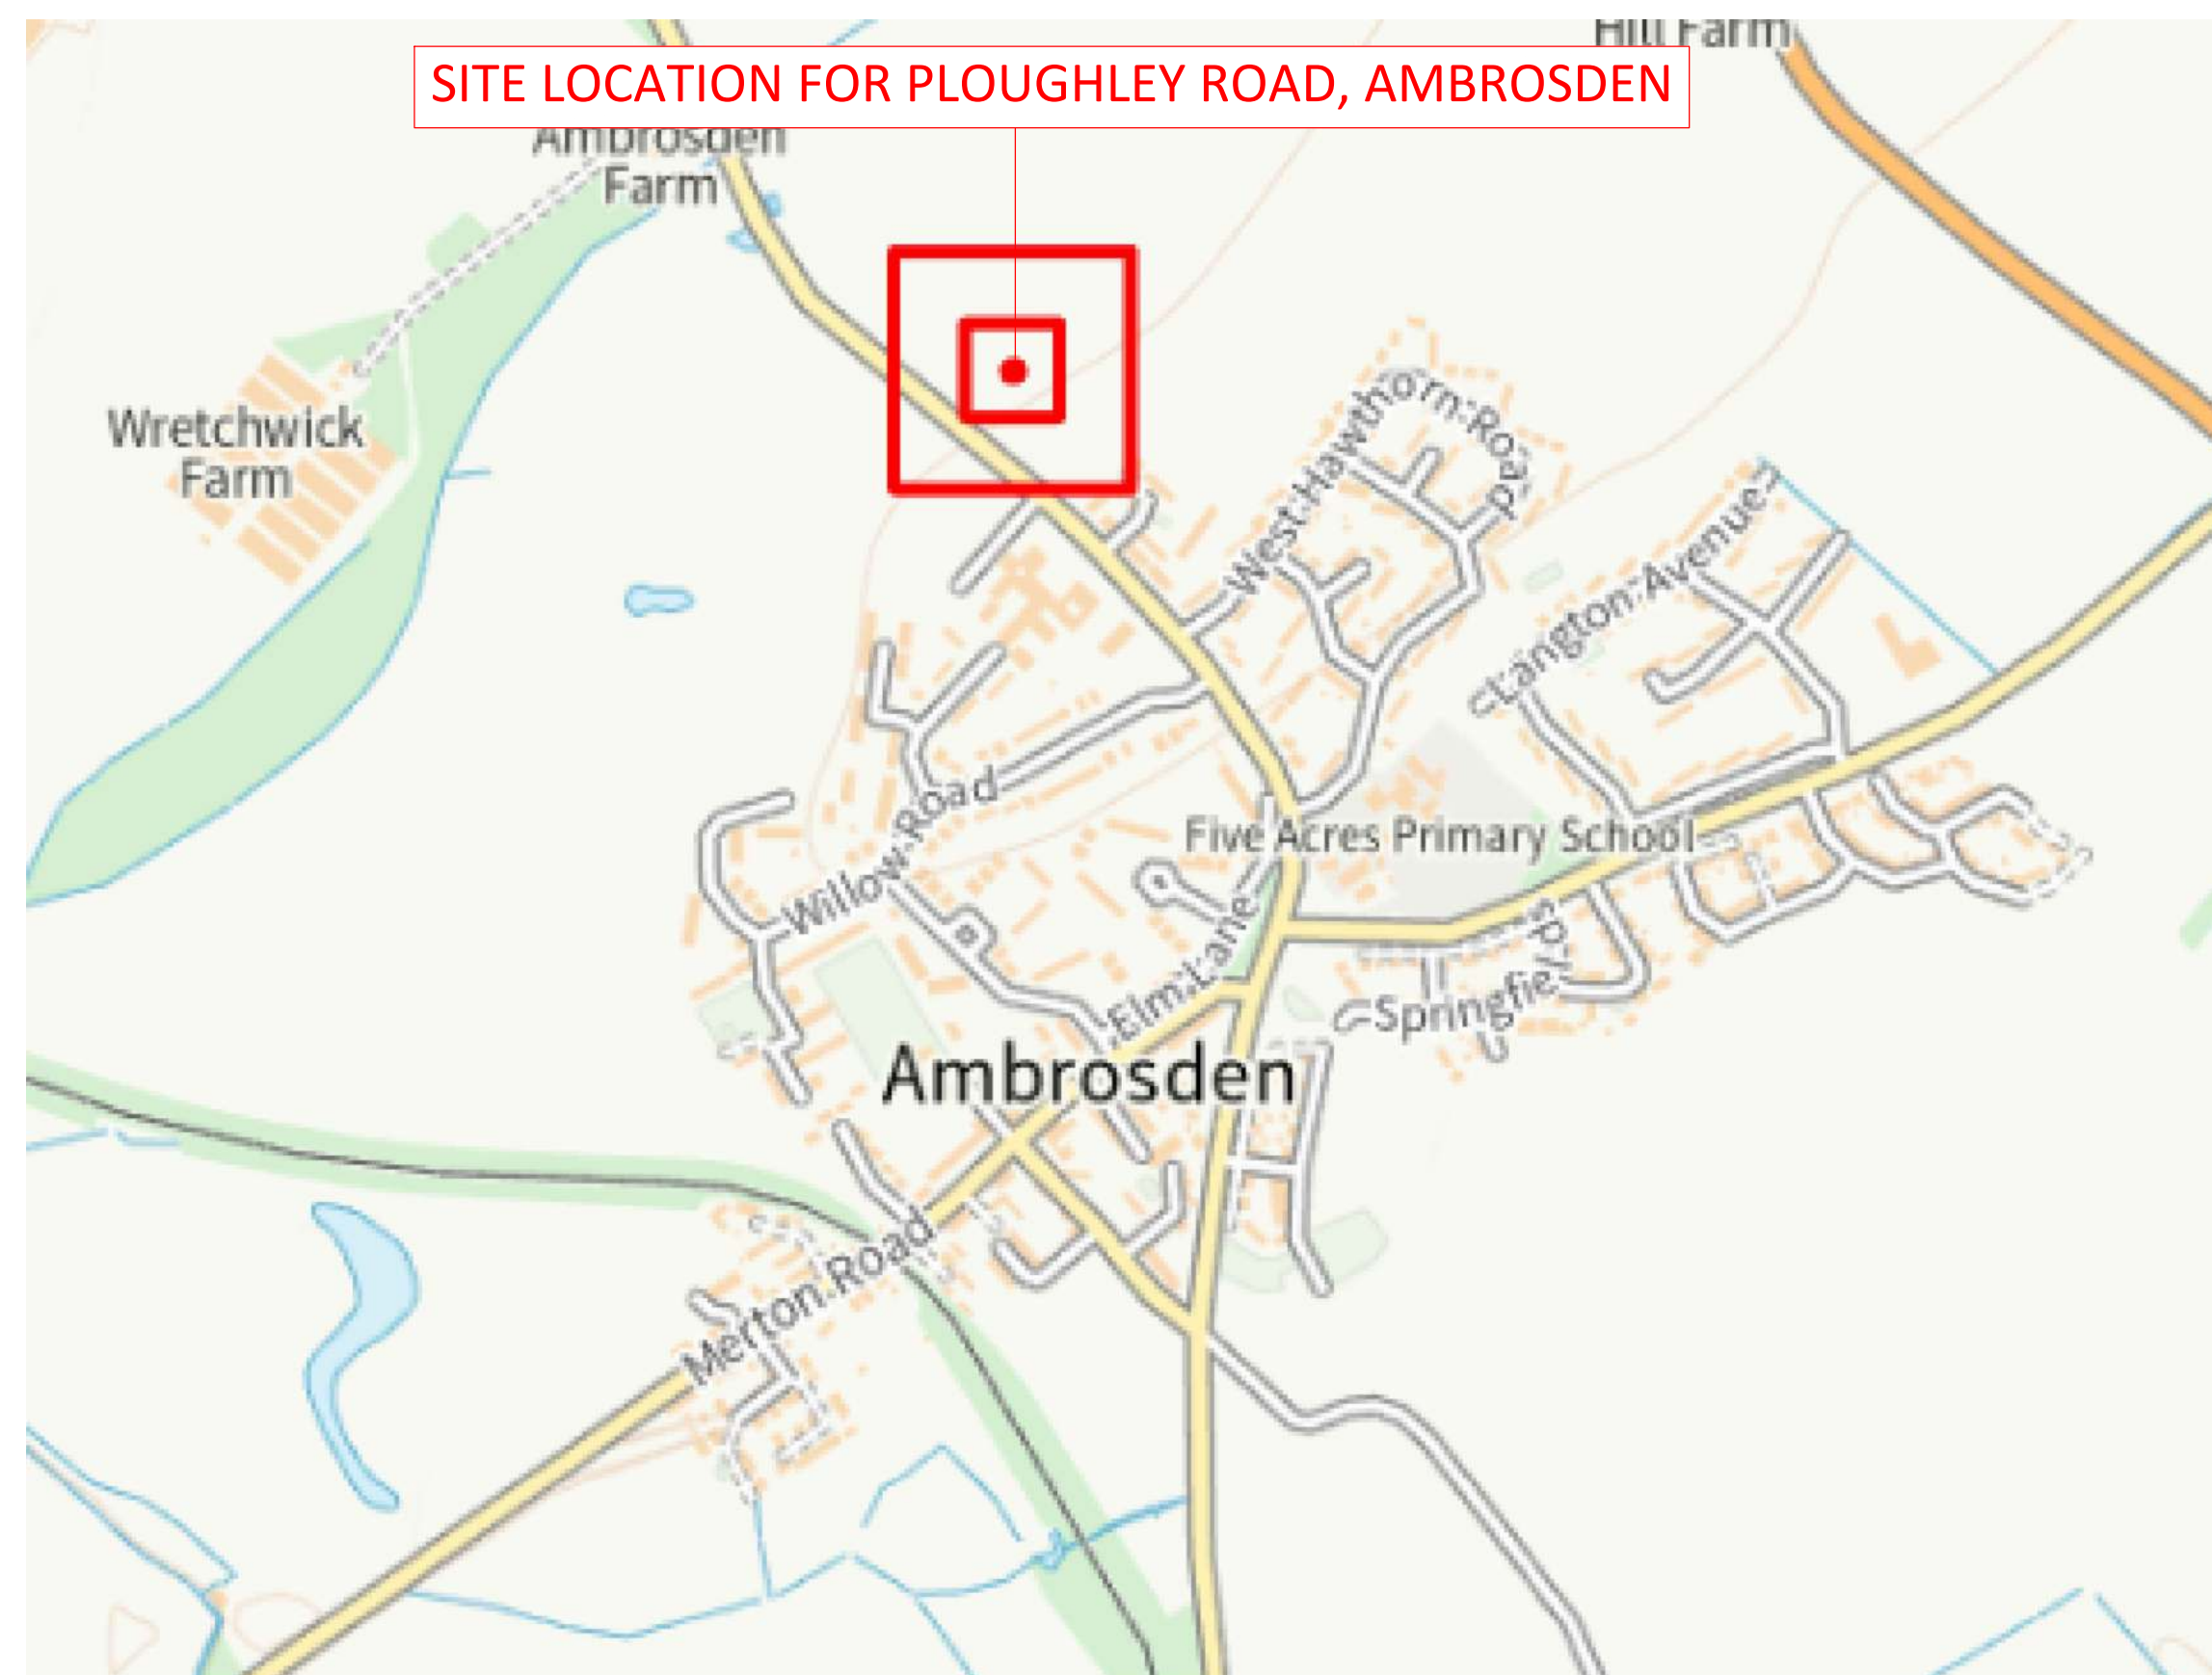 Hill Farm
SITE LOCATION FOR PLOUGHLEY ROAD, AMBROSDEN
Ambrosden
Farm
Wretchwick
Farm
West Hawthorn Road
Langton Avenue
Willow Road
Five Acres Primary School
Elm Lane
Springfield
Ambrosden
Merton Road